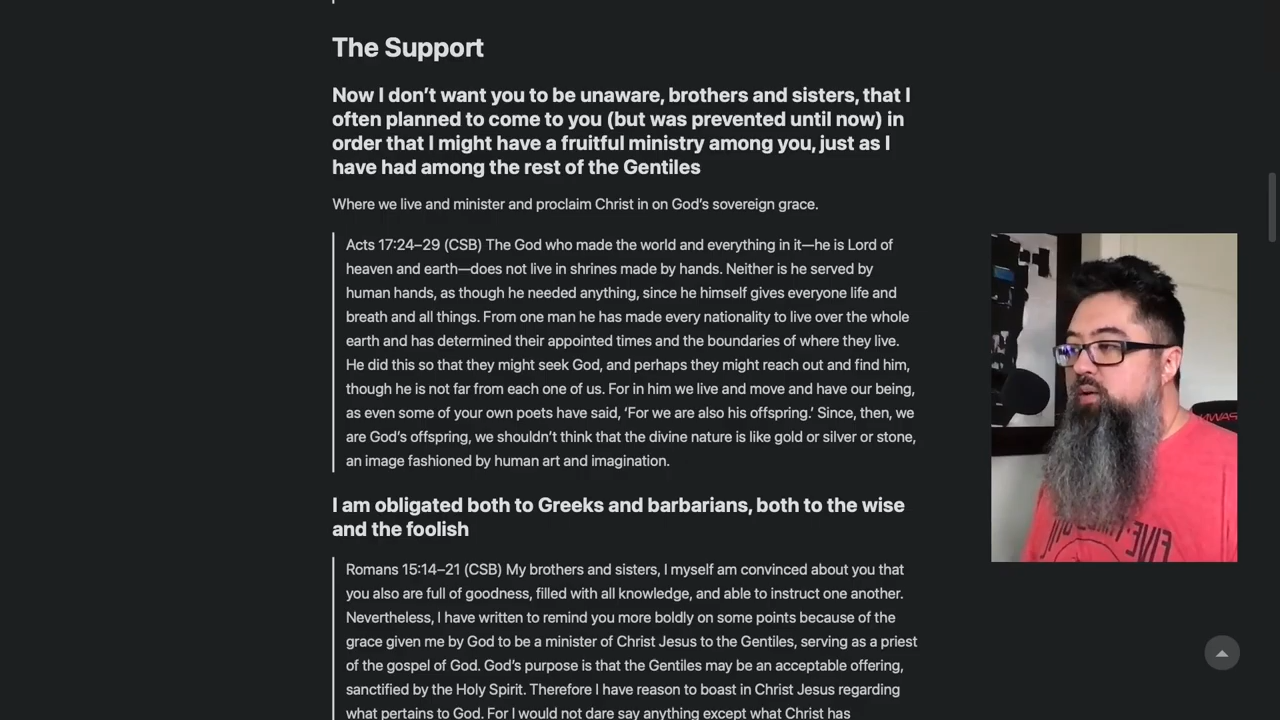 The Support
Now I don't want you to be unaware, brothers and sisters, that I
often planned to come to you (but was prevented until now) in
order that I might have a fruitful ministry among you, just as I
have had among the rest of the Gentiles
Where we live and minister and proclaim Christ in on God's sovereign grace.
Acts 17:24–29 (CSB) The God who made the world and everything in it—he is Lord of
heaven and earth—does not live in shrines made by hands. Neither is he served by
human hands, as though he needed anything, since he himself gives everyone life and
breath and all things. From one man he has made every nationality to live over the whole
earth and has determined their appointed times and the boundaries of where they live.
He did this so that they might seek God, and perhaps they might reach out and find him,
though he is not far from each one of us. For in him we live and move and have our being,
as even some of your own poets have said, ‘For we are also his offspring.’ Since, then, we
are God's offspring, we shouldn't think that the divine nature is like gold or silver or stone,
an image fashioned by human art and imagination.
I am obligated both to Greeks and barbarians, both to the wise
and the foolish
Romans 15:14–21 (CSB) My brothers and sisters, I myself am convinced about you that
you also are full of goodness, filled with all knowledge, and able to instruct one another.
Nevertheless, I have written to remind you more boldly on some points because of the
grace given me by God to be a minister of Christ Jesus to the Gentiles, serving as a priest
of the gospel of God. God's purpose is that the Gentiles may be an acceptable offering,
sanctified by the Holy Spirit. Therefore I have reason to boast in Christ Jesus regarding
what pertains to God. For I would not dare say anything except what Christ has